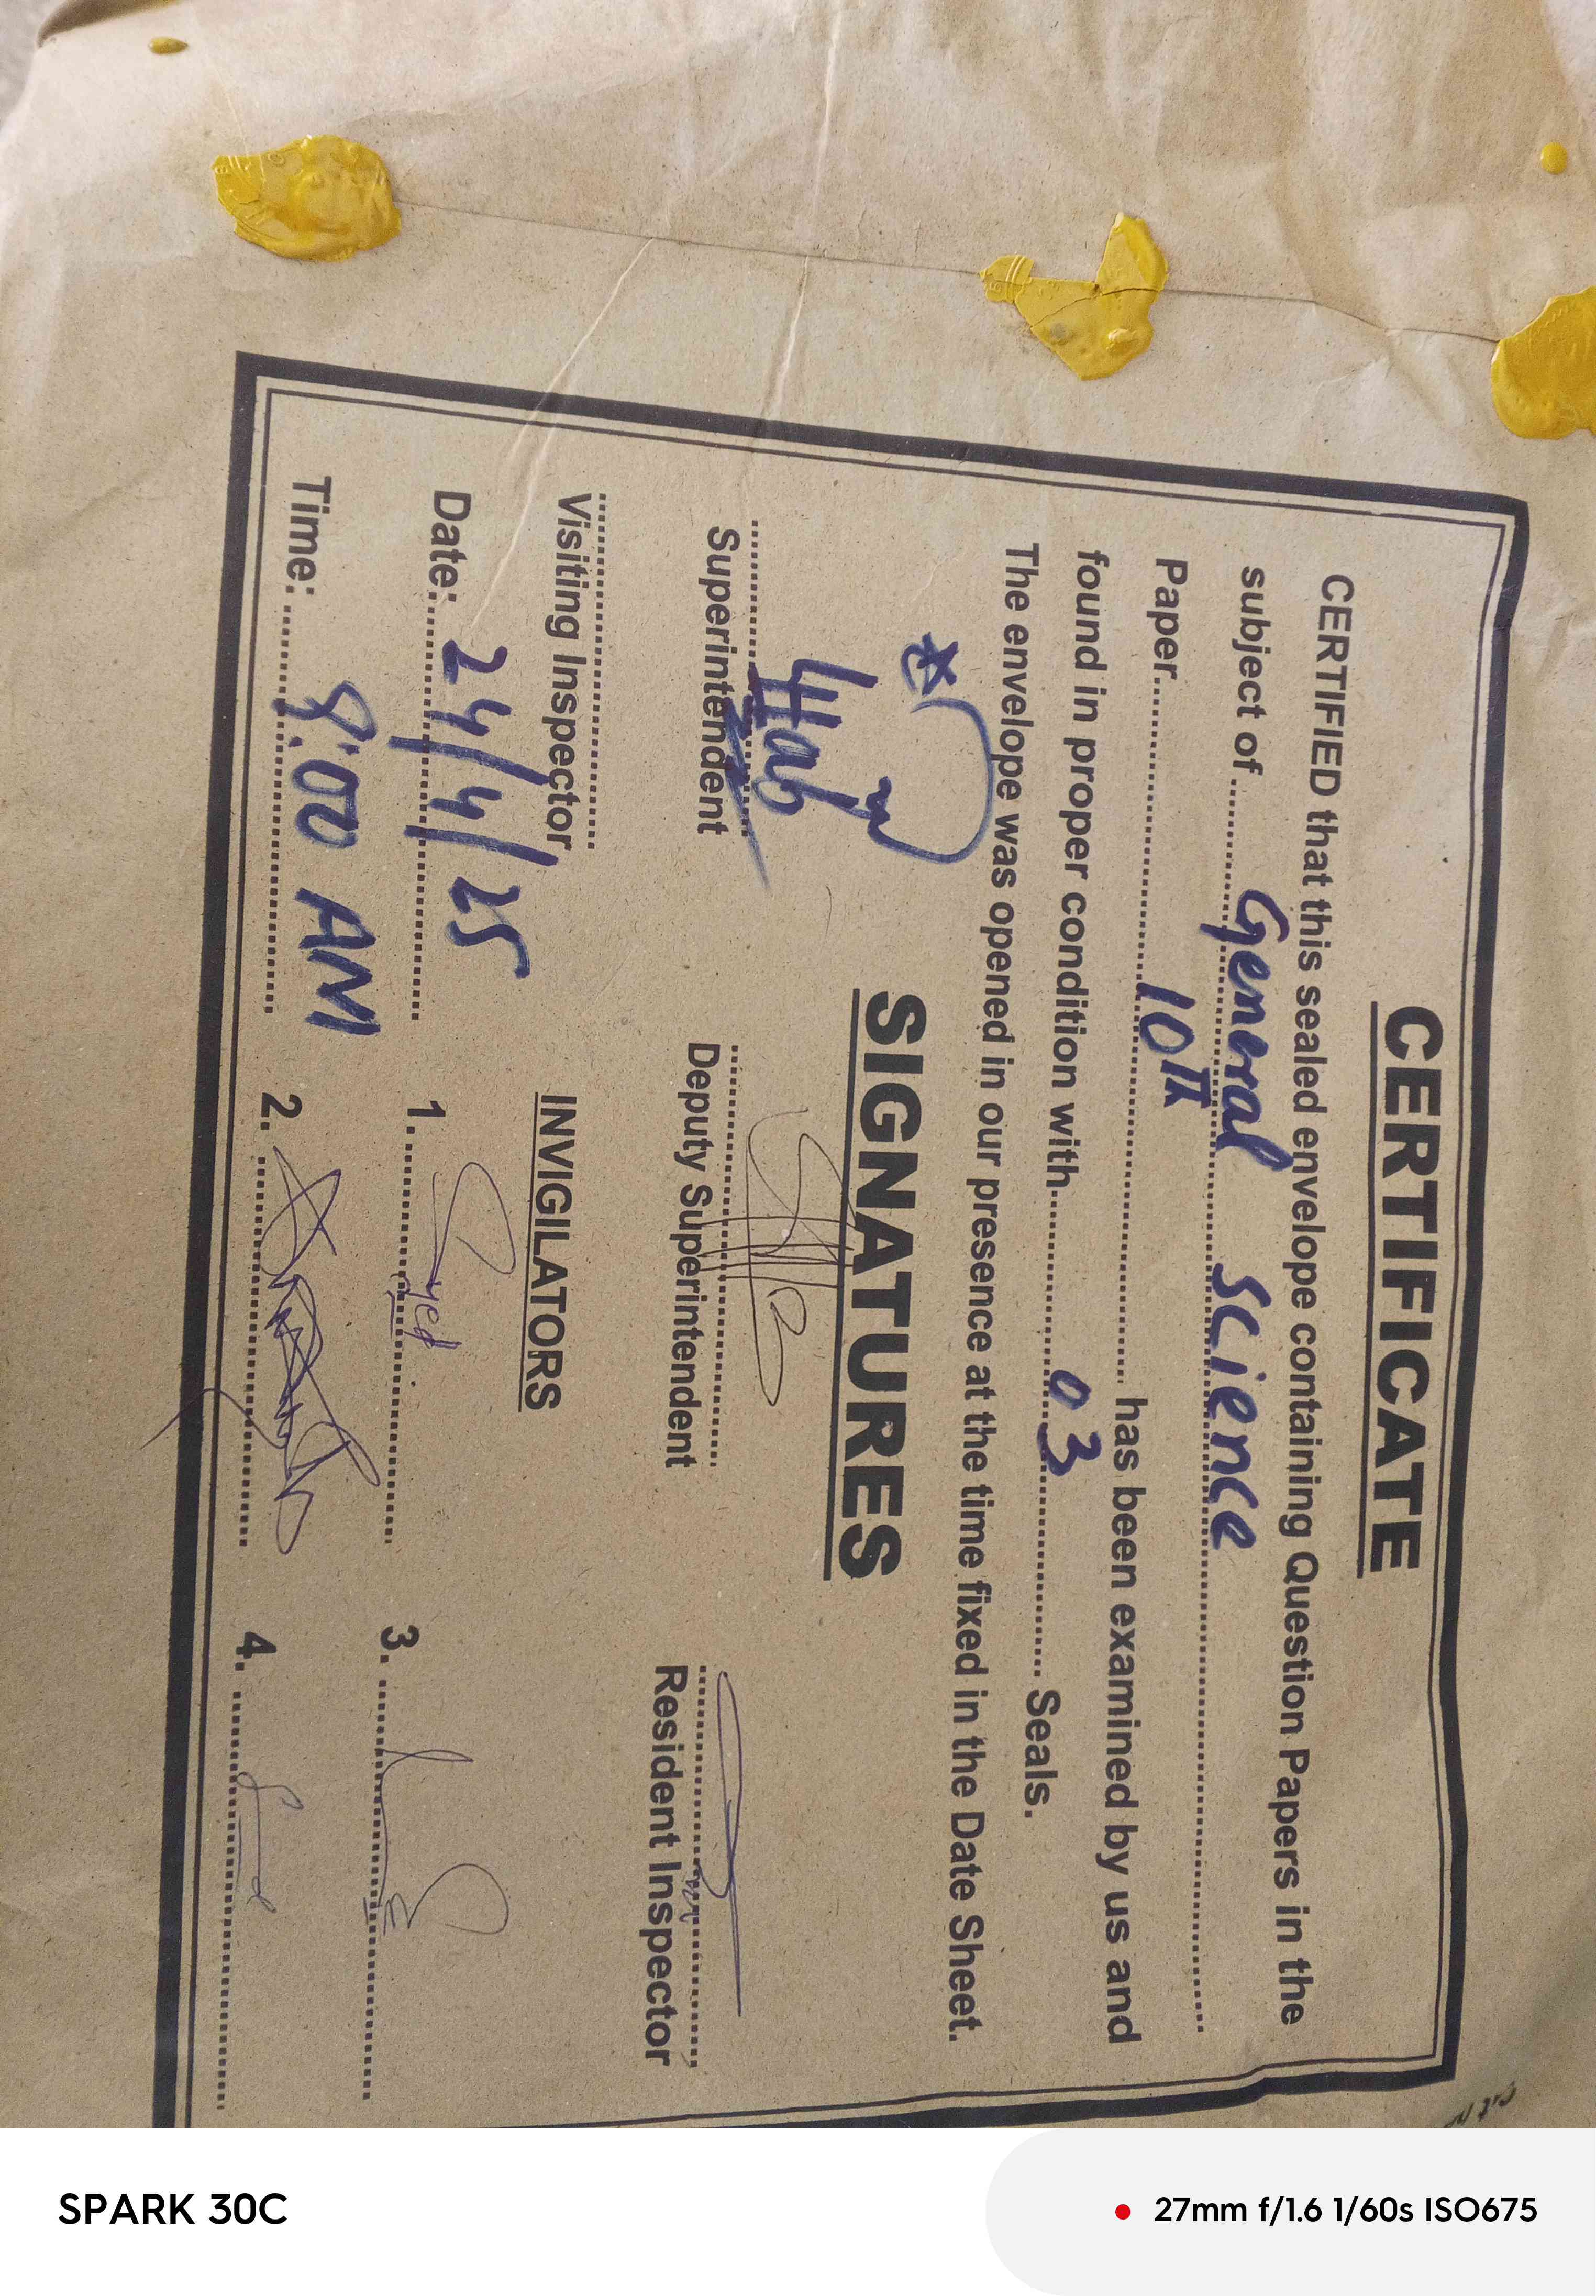 CERTIFICATE
CERTIFIED that this sealed envelope containing Question Papers in the
subject of General Science
Paper 10th has been examined by us and
found in proper condition with 03 Seals.
The envelope was opened in our presence at the time fixed in the Date Sheet.
SIGNATURES
Superintendent Deputy Superintendent Resident Inspector
Visiting Inspector INVIGILATORS
Date: 24/4/25 1. Syed 3.
Time: 8:00 AM 2. 4.
SPARK 30C 27mm f/1.6 1/60s ISO675